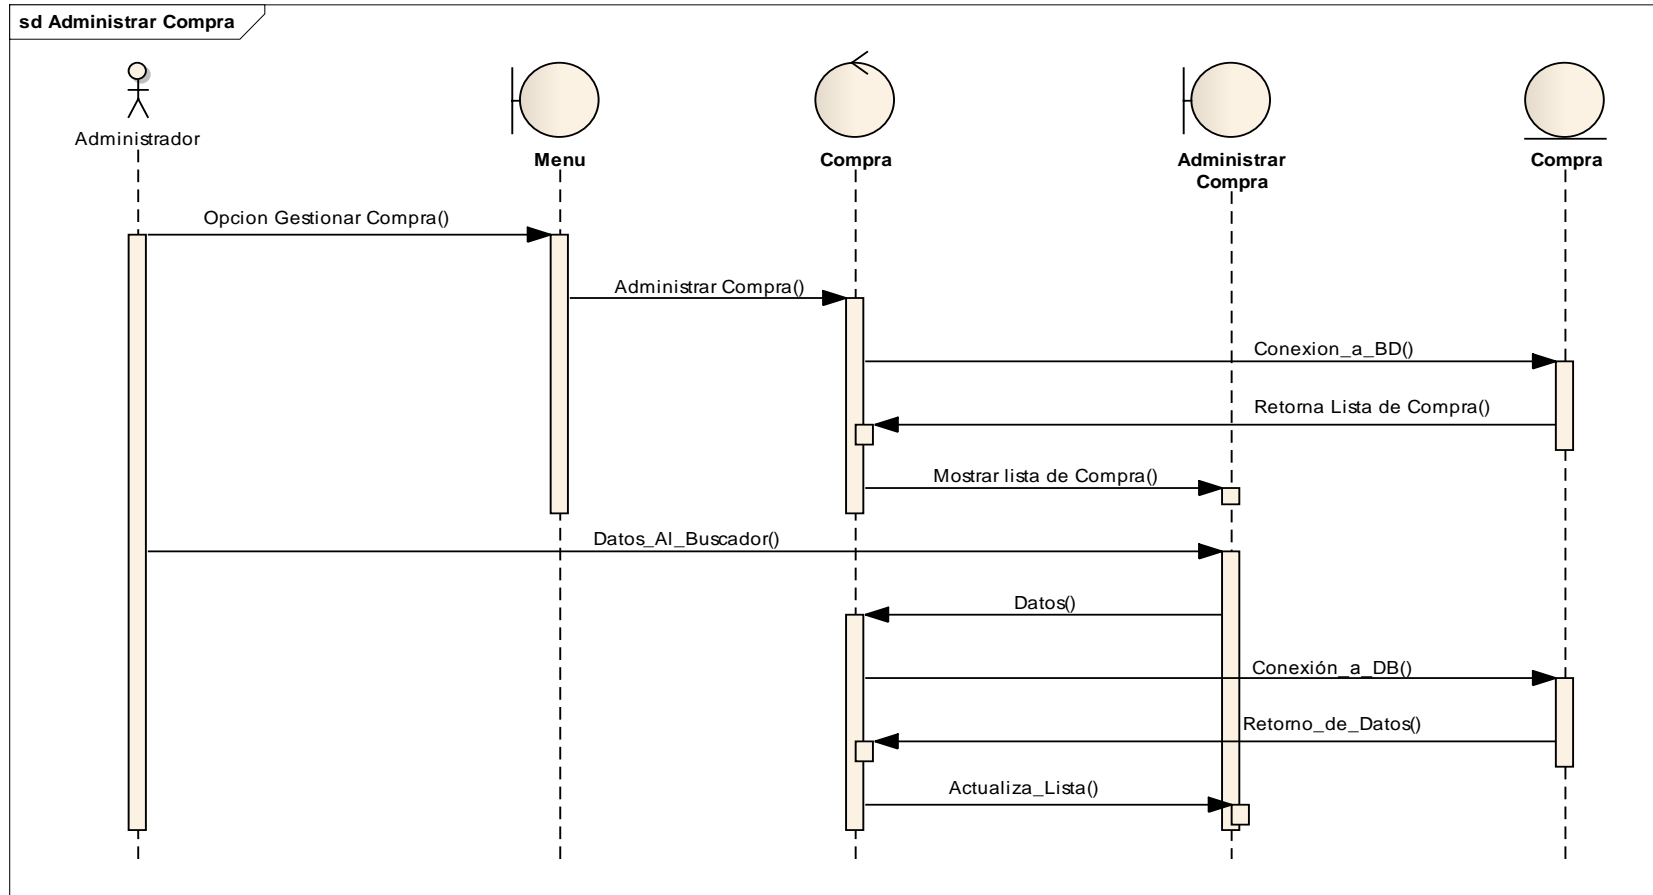 sd Administrar Compra
Administrador
Menu
Compra
Administrar
Compra
Compra
Opcion Gestionar Compra()
Administrar Compra()
Conexion_a_BD()
Retorna Lista de Compra()
Mostrar lista de Compra()
Datos_Al_Buscador()
Datos()
Conexión_a_DB()
Retorno_de_Datos()
Actualiza_Lista()